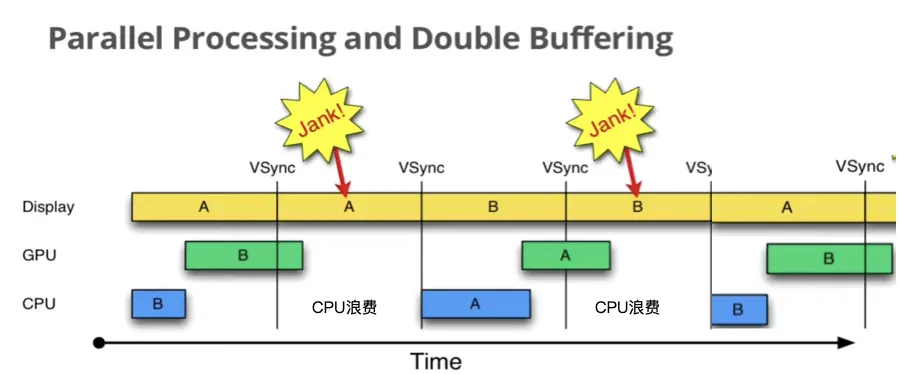 Parallel Processing and Double Buffering
Jank!
Jank!
VSync
VSync
VSync
VSy
VSync
Display
A
A
B
B
A
GPU
B
A
B
CPU
B
CPU浪费
A
CPU浪费
B
Time